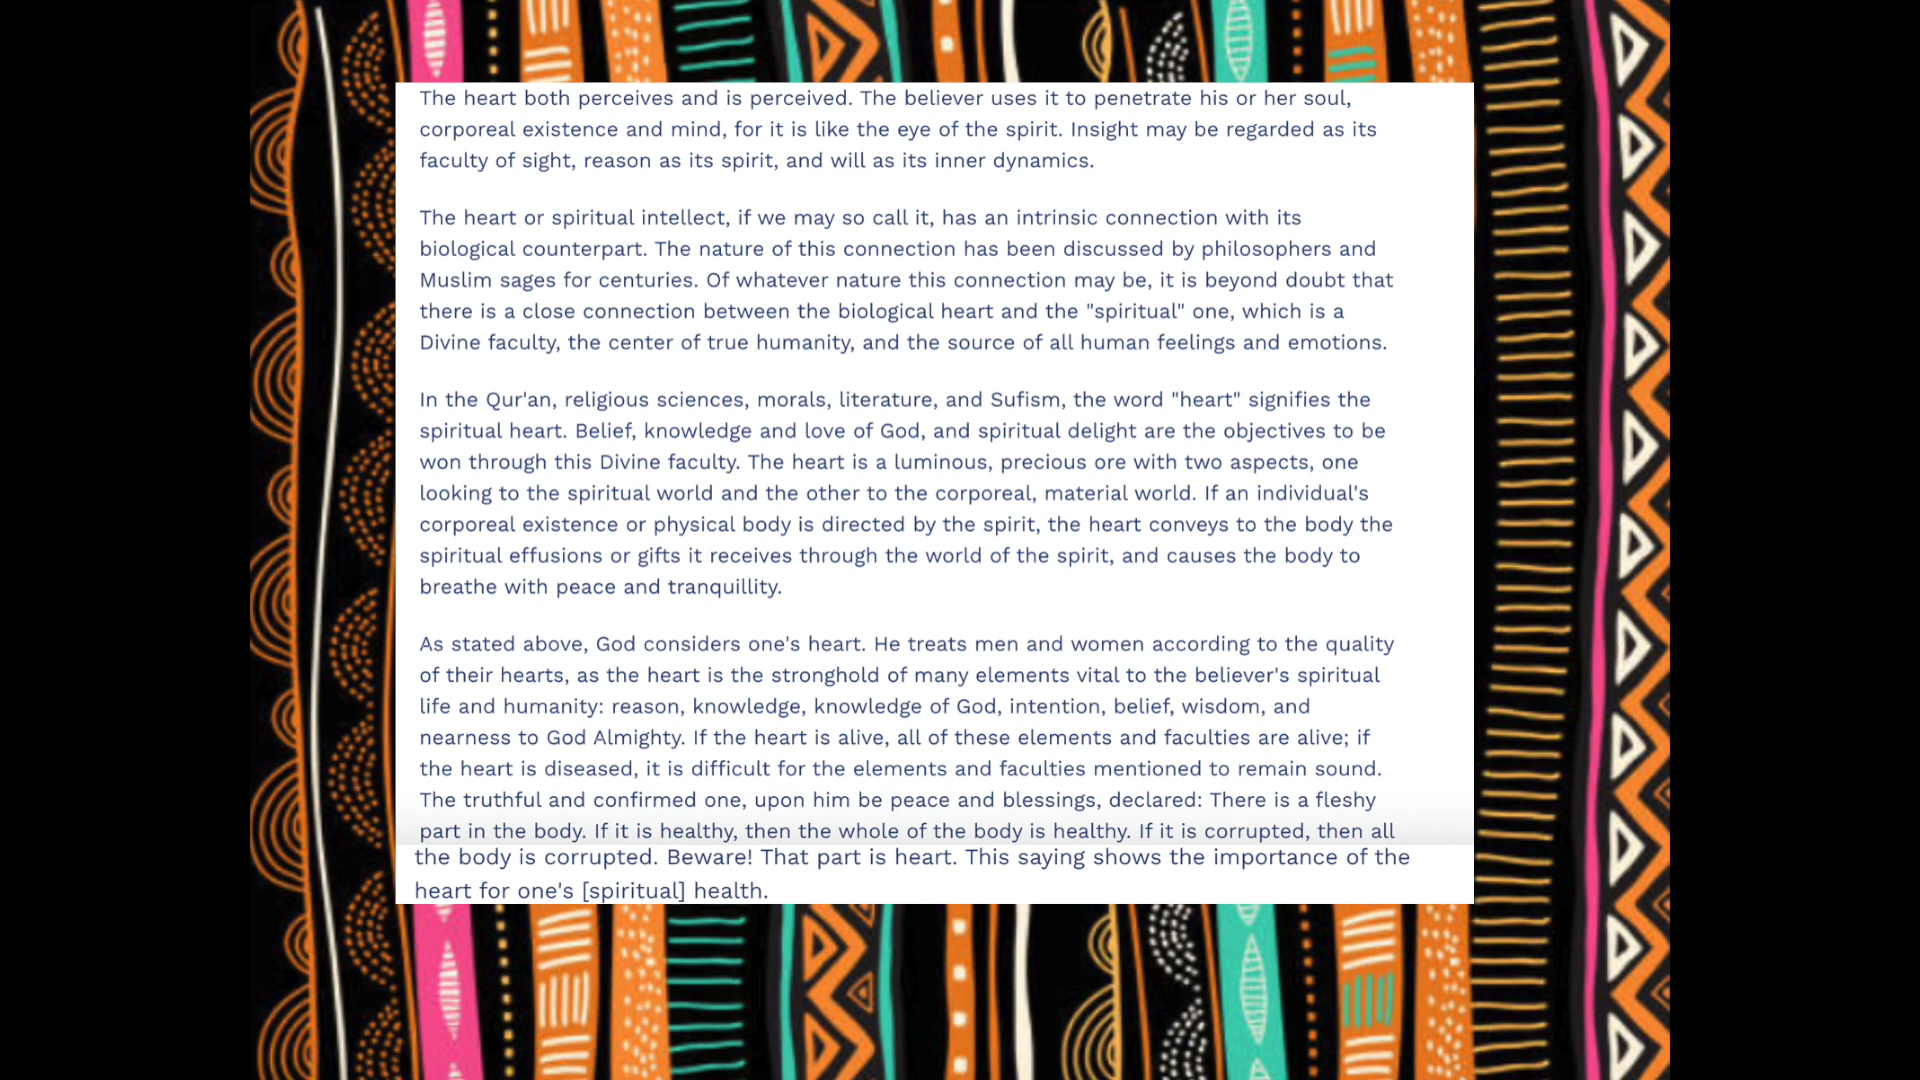 The heart both perceives and is perceived. The believer uses it to penetrate his or her soul,
corporeal existence and mind, for it is like the eye of the spirit. Insight may be regarded as its
faculty of sight, reason as its spirit, and will as its inner dynamics.
The heart or spiritual intellect, if we may so call it, has an intrinsic connection with its
biological counterpart. The nature of this connection has been discussed by philosophers and
Muslim sages for centuries. Of whatever nature this connection may be, it is beyond doubt that
there is a close connection between the biological heart and the "spiritual" one, which is a
Divine faculty, the center of true humanity, and the source of all human feelings and emotions.
In the Qur'an, religious sciences, morals, literature, and Sufism, the word "heart" signifies the
spiritual heart. Belief, knowledge and love of God, and spiritual delight are the objectives to be
won through this Divine faculty. The heart is a luminous, precious ore with two aspects, one
looking to the spiritual world and the other to the corporeal, material world. If an individual's
corporeal existence or physical body is directed by the spirit, the heart conveys to the body the
spiritual effusions or gifts it receives through the world of the spirit, and causes the body to
breathe with peace and tranquillity.
As stated above, God considers one's heart. He treats men and women according to the quality
of their hearts, as the heart is the stronghold of many elements vital to the believer's spiritual
life and humanity: reason, knowledge, knowledge of God, intention, belief, wisdom, and
nearness to God Almighty. If the heart is alive, all of these elements and faculties are alive; if
the heart is diseased, it is difficult for the elements and faculties mentioned to remain sound.
The truthful and confirmed one, upon him be peace and blessings, declared: There is a fleshy
part in the body. If it is healthy, then the whole of the body is healthy. If it is corrupted, then all
the body is corrupted. Beware! That part is heart. This saying shows the importance of the
heart for one's [spiritual] health.